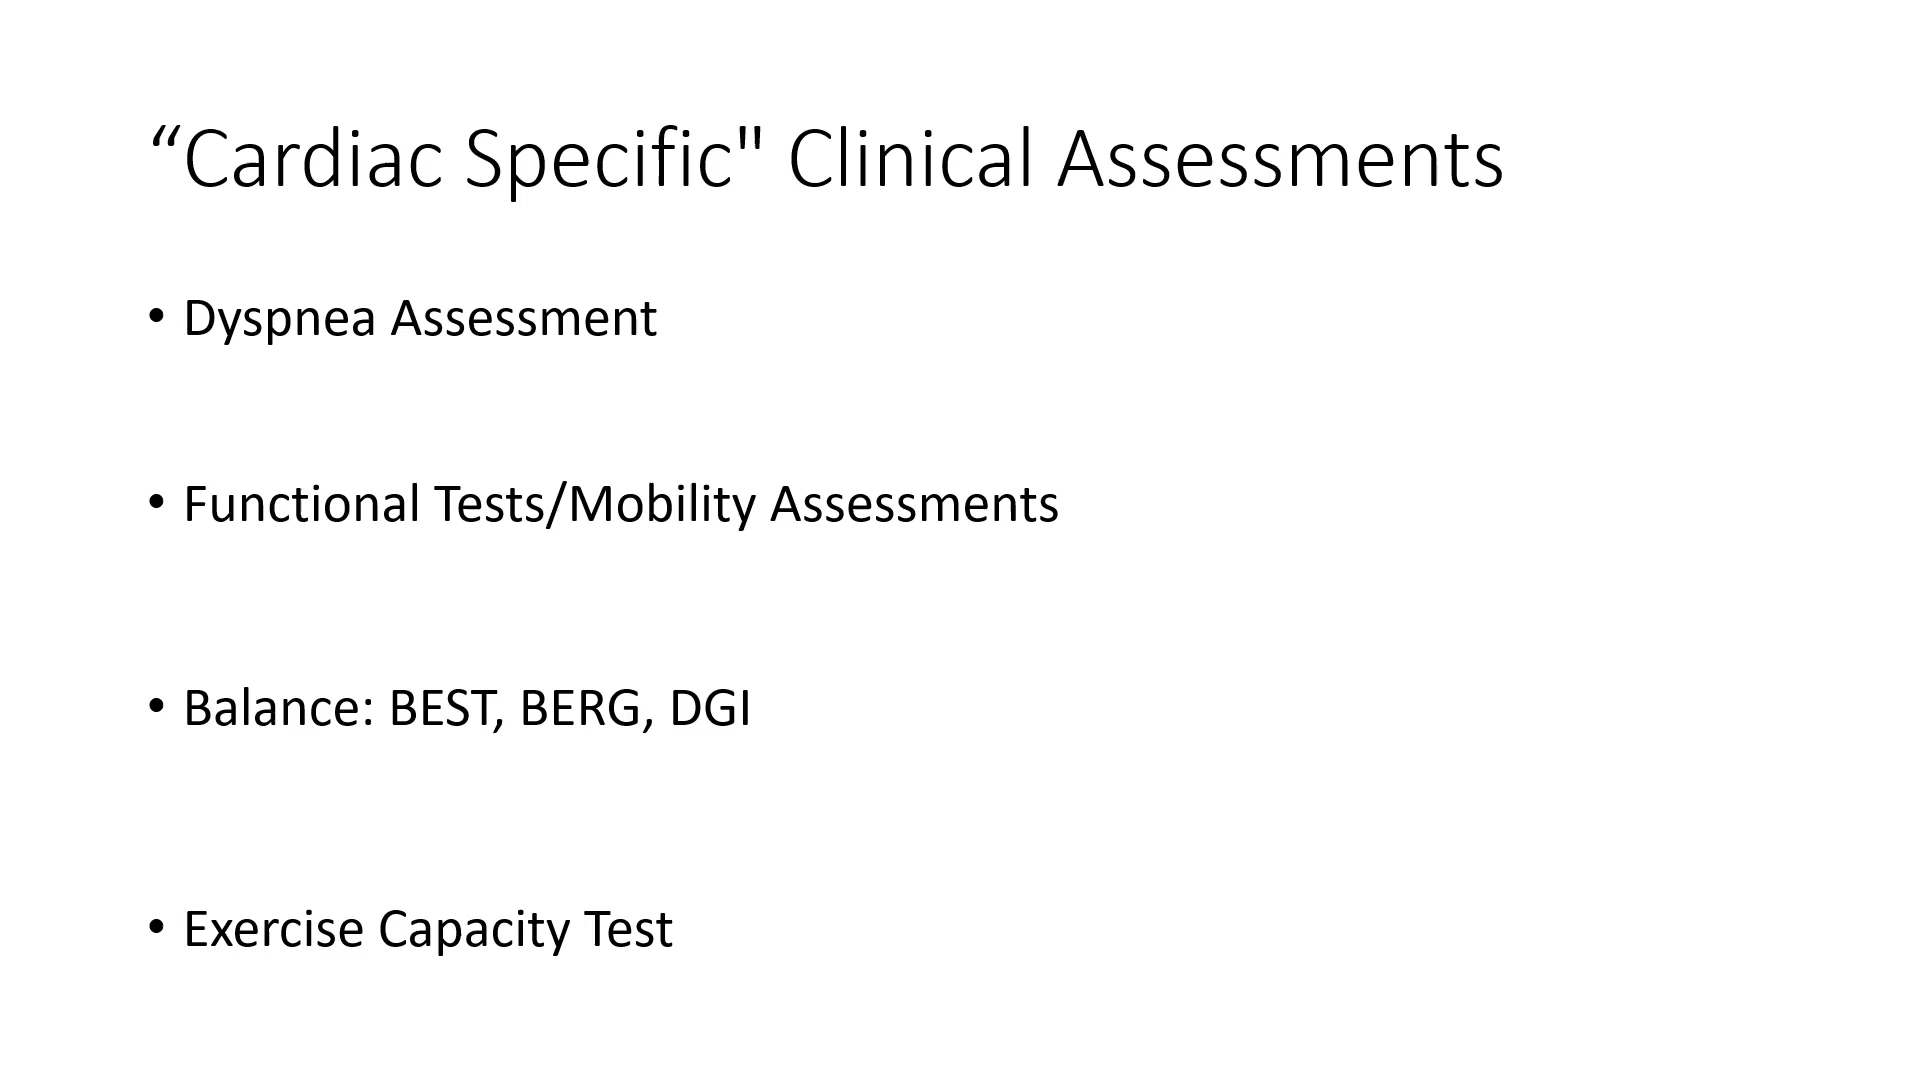 “Cardiac Specific" Clinical Assessments
• Dyspnea Assessment
• Functional Tests/Mobility Assessments
• Balance: BEST, BERG, DGI
• Exercise Capacity Test